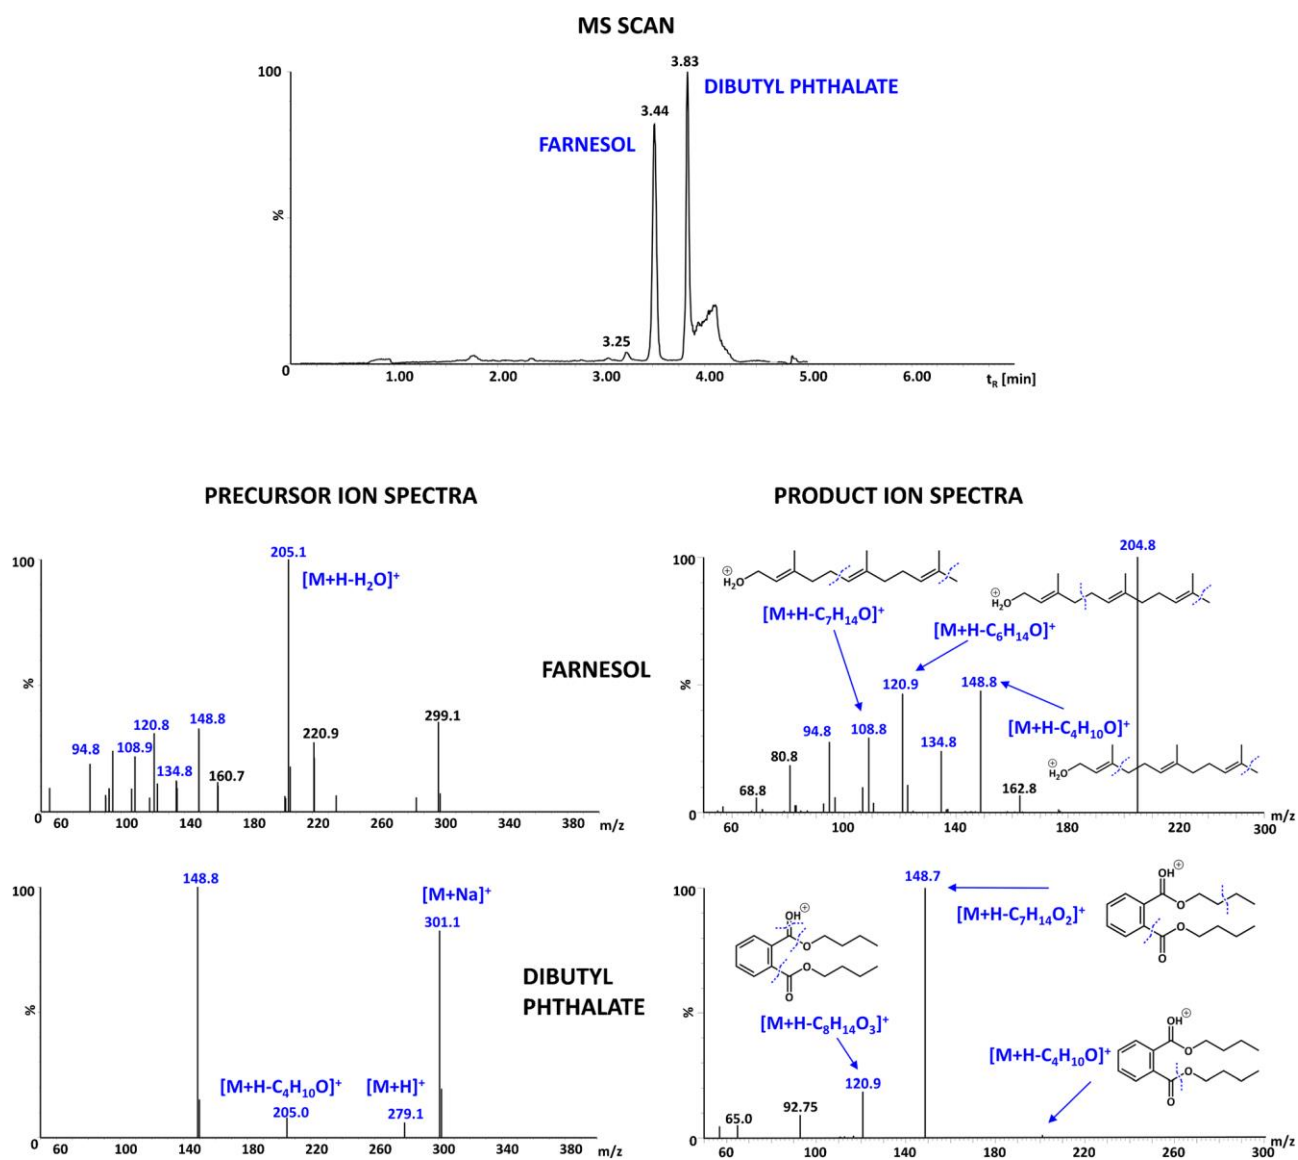 MS SCAN
100
3.83
DIBUTYL PHTHALATE
3.44
FARNESOL
%
3.25
0 1.00 2.00 3.00 4.00 5.00 6.00 tR [min]
PRECURSOR ION SPECTRA
100
205.1
[M+H-H₂O]⁺
%
FARNESOL
94.8
108.9
120.8
134.8
148.8
160.7
220.9
299.1
0 60 100 140 180 220 260 300 340 380 m/z
PRODUCT ION SPECTRA
100
204.8
H₂O
⊕
[M+H-C₇H₁₄O]⁺
H₂O
⊕
[M+H-C₆H₁₄O]⁺
%
120.9
148.8
[M+H-C₄H₁₀O]⁺
H₂O
⊕
108.8
94.8
134.8
80.8
68.8
162.8
0 60 100 140 180 220 300 m/z
100
148.8
[M+Na]⁺
301.1
%
DIBUTYL
PHTHALATE
[M+H-C₄H₁₀O]⁺
205.0
[M+H]⁺
279.1
0 60 100 140 180 220 260 300 340 380 m/z
100
148.7
[M+H-C₇H₁₄O₂]⁺
OH
⊕
O
O
O
OH
⊕
O
O
O
[M+H-C₈H₁₄O₃]⁺
%
[M+H-C₄H₁₀O]⁺
OH
⊕
O
O
O
120.9
92.75
65.0
0 60 100 140 180 220 260 300 m/z